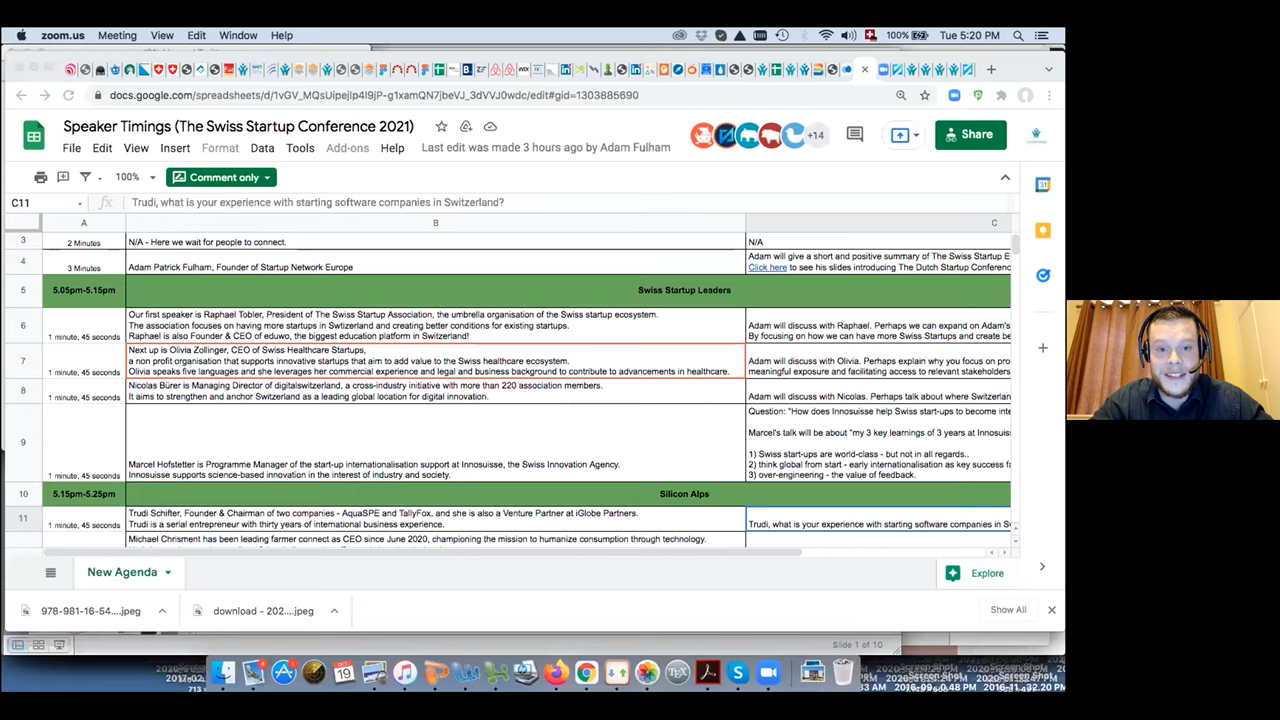 zoom.us Meeting View Edit Window Help 100% Tue 5:20 PM
docs.google.com/spreadsheets/d/1vGV_MQsUipejlp4l9jP-g1xamQN7jbeVJ_3dVVJ0wdc/edit#gid=1303885690
Speaker Timings (The Swiss Startup Conference 2021)
+14
Share
File Edit View Insert Format Data Tools Add-ons Help Last edit was made 3 hours ago by Adam Fulham
100% Comment only
C11 fx Trudi, what is your experience with starting software companies in Switzerland?
A B C
3 2 Minutes N/A - Here we wait for people to connect. N/A
4 3 Minutes Adam Patrick Fulham, Founder of Startup Network Europe
Adam will give a short and positive summary of The Swiss Startup E
Click here to see his slides introducing The Dutch Startup Conferenc
5 5.05pm-5.15pm Swiss Startup Leaders
6 1 minute, 45 seconds
Our first speaker is Raphael Tobler, President of The Swiss Startup Association, the umbrella organisation of the Swiss startup ecosystem.
The association focuses on having more startups in Switzerland and creating better conditions for existing startups.
Raphael is also Founder & CEO of eduwo, the biggest education platform in Switzerland!
Adam will discuss with Raphael. Perhaps we can expand on Adam's
By focusing on how we can have more Swiss Startups and create be
7 1 minute, 45 seconds
Next up is Olivia Zollinger, CEO of Swiss Healthcare Startups,
a non profit organisation that supports innovative startups that aim to add value to the Swiss healthcare ecosystem.
Olivia speaks five languages and she leverages her commercial experience and legal and business background to contribute to advancements in healthcare.
Adam will discuss with Olivia. Perhaps explain why you focus on pro
meaningful exposure and facilitating access to relevant stakeholders
8 1 minute, 45 seconds
Nicolas Bürer is Managing Director of digitalswitzerland, a cross-industry initiative with more than 220 association members.
It aims to strengthen and anchor Switzerland as a leading global location for digital innovation.
Adam will discuss with Nicolas. Perhaps talk about where Switzerlan
9 1 minute, 45 seconds
Marcel Hofstetter is Programme Manager of the start-up internationalisation support at Innosuisse, the Swiss Innovation Agency.
Innosuisse supports science-based innovation in the interest of industry and society.
Question: "How does Innosuisse help Swiss start-ups to become inte
Marcel's talk will be about "my 3 key learnings of 3 years at Innosuis
1) Swiss start-ups are world-class - but not in all regards..
2) think global from start - early internationalisation as key success fa
3) over-engineering - the value of feedback.
10 5.15pm-5.25pm Silicon Alps
11 1 minute, 45 seconds
Trudi Schifter, Founder & Chairman of two companies - AquaSPE and TallyFox, and she is also a Venture Partner at iGlobe Partners.
Trudi is a serial entrepreneur with thirty years of international business experience.
Trudi, what is your experience with starting software companies in Sw
Michael Chrisment has been leading farmer connect as CEO since June 2020, championing the mission to humanize consumption through technology.
New Agenda Explore
978-981-16-54....jpeg download - 202....jpeg Show All
Slide 1 of 10